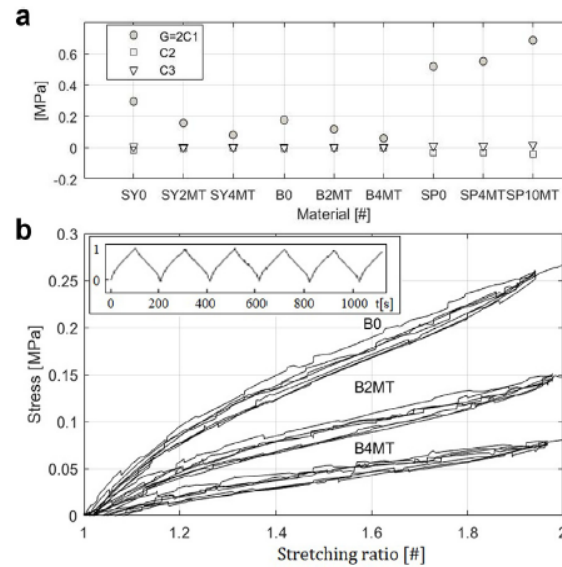 a
G=2C1
C2
C3
0.6
0.4
0.2
0
-0.2
[MPa]
SY0 SY2MT SY4MT B0 B2MT B4MT SP0 SP4MT SP10MT
Material [#]
b
0.3
0.25
0.2
0.15
0.1
0.05
0
Stress [MPa]
1
0
0 200 400 600 800 1000 t[s]
B0
B2MT
B4MT
1 1.2 1.4 1.6 1.8 2
Stretching ratio [#]